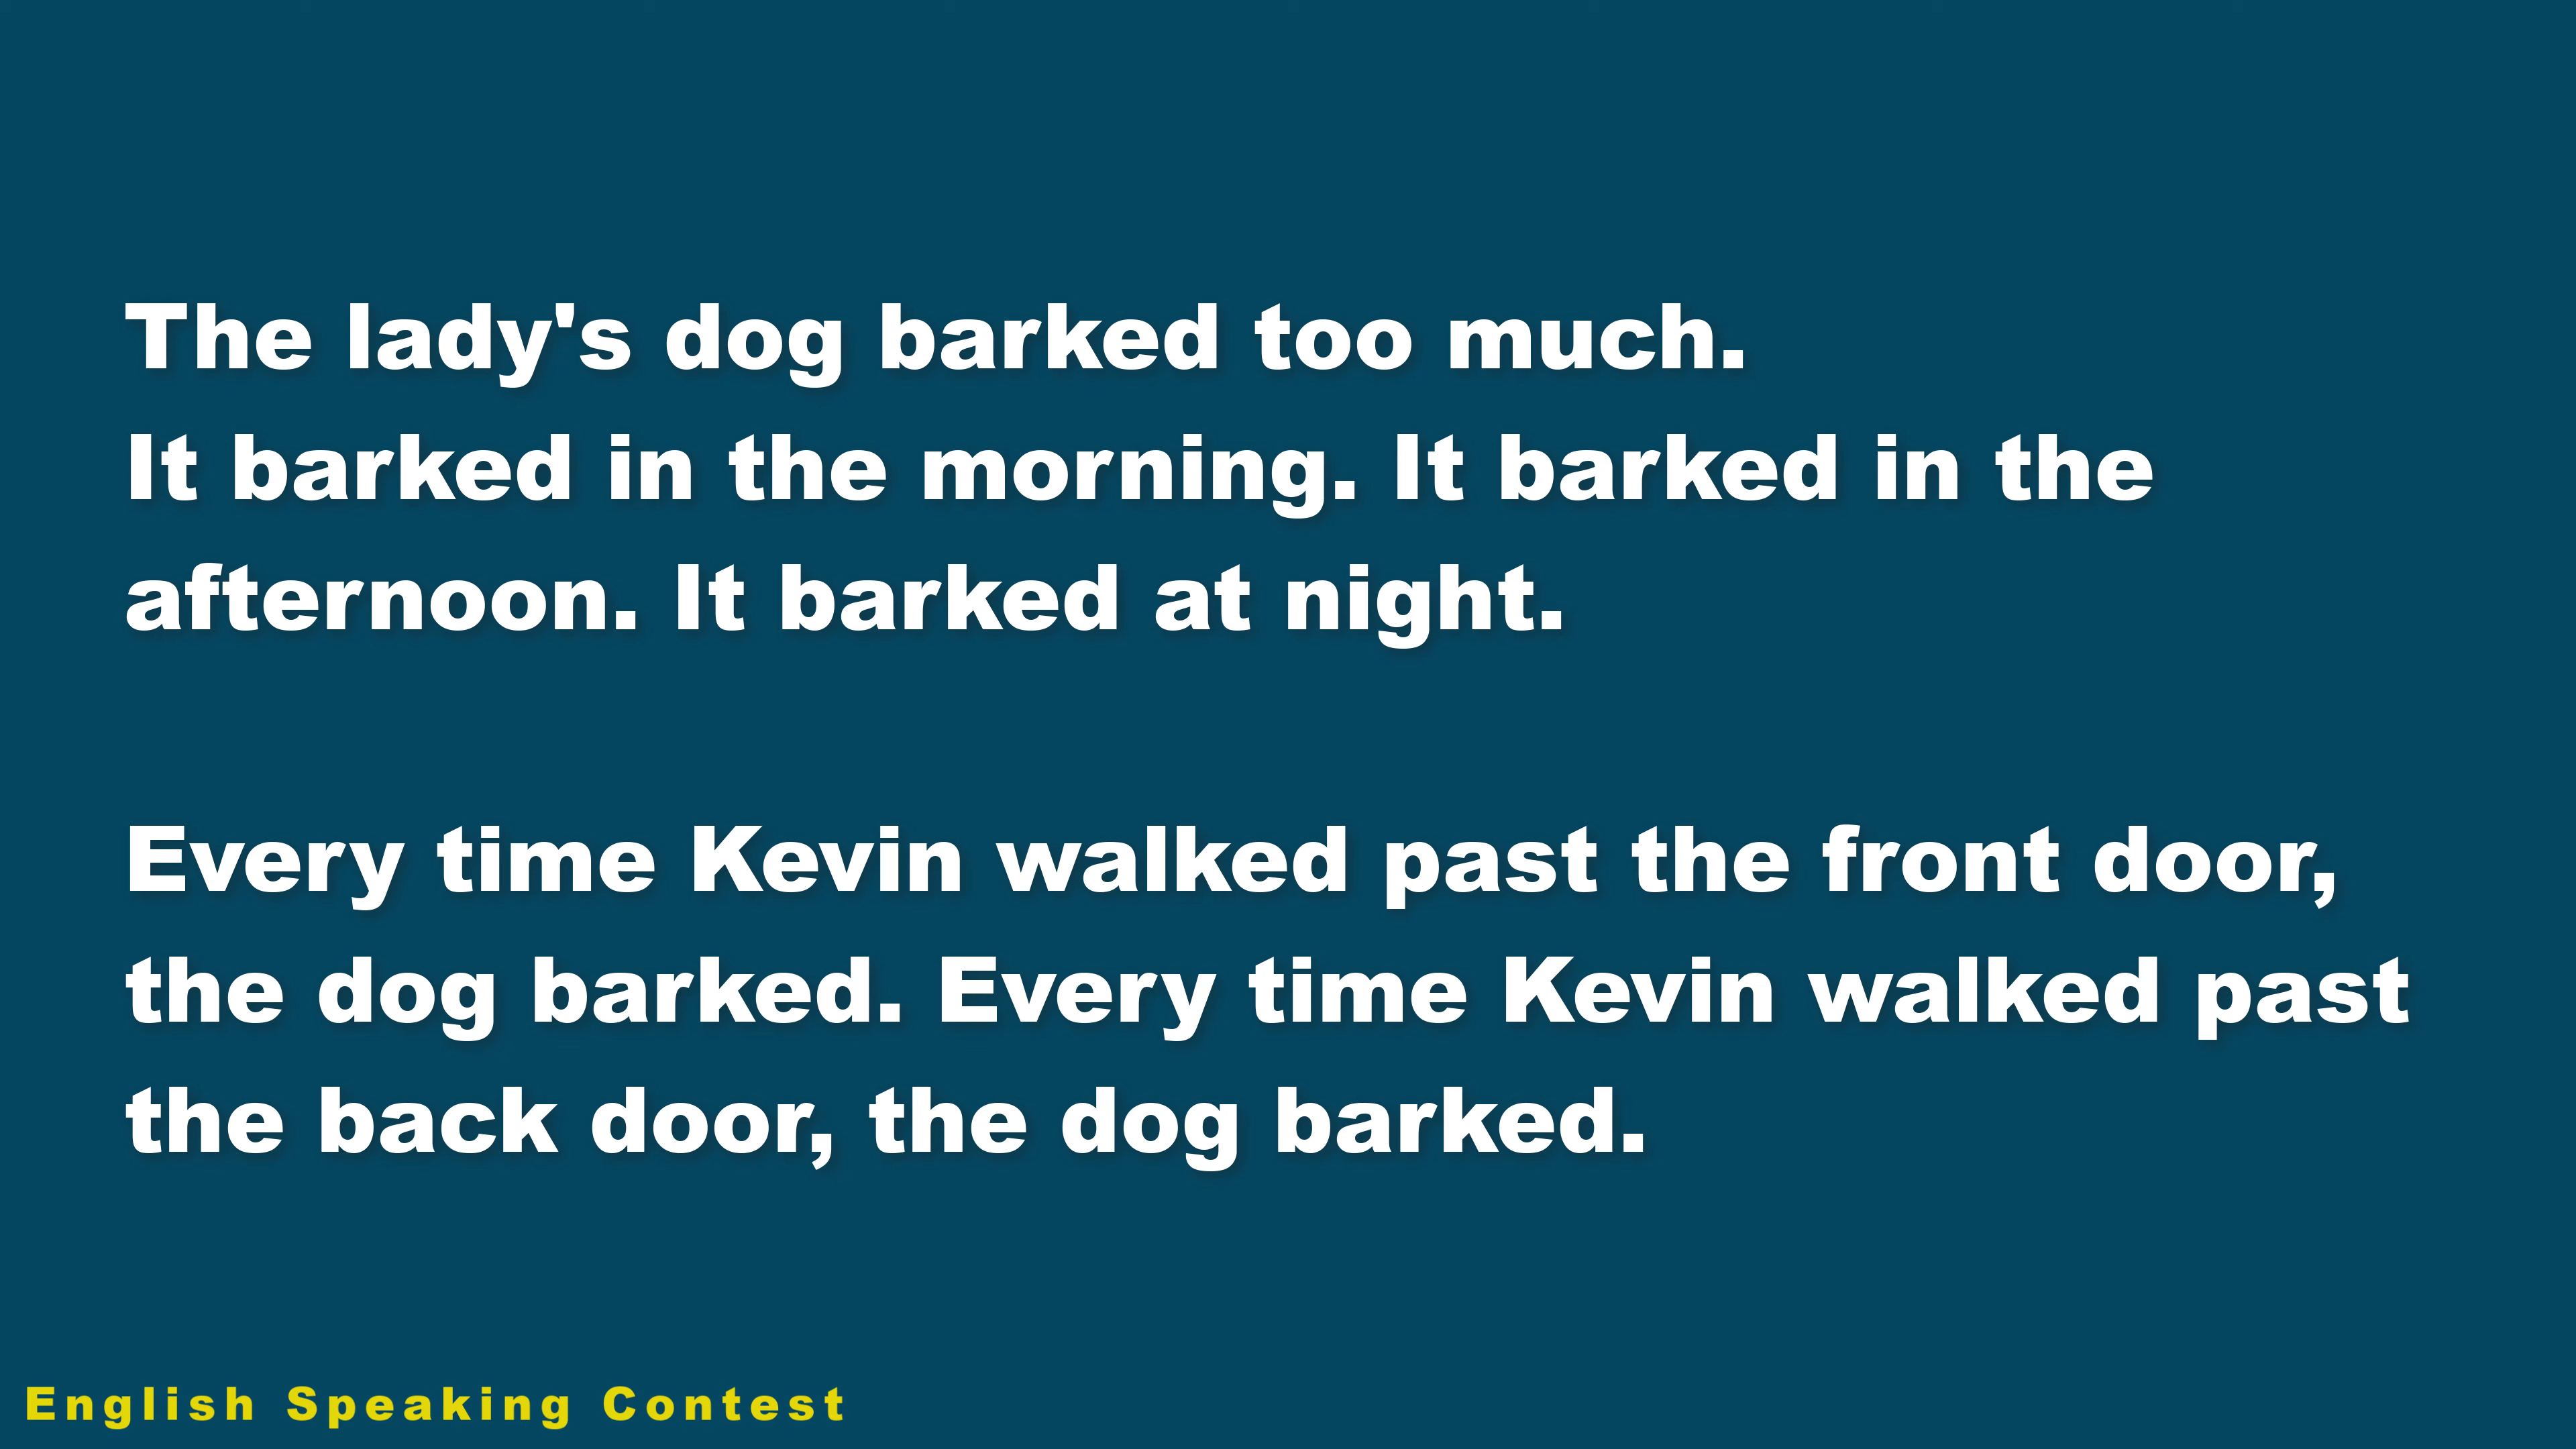 The lady's dog barked too much.
It barked in the morning. It barked in the
afternoon. It barked at night.
Every time Kevin walked past the front door,
the dog barked. Every time Kevin walked past
the back door, the dog barked.
English Speaking Contest